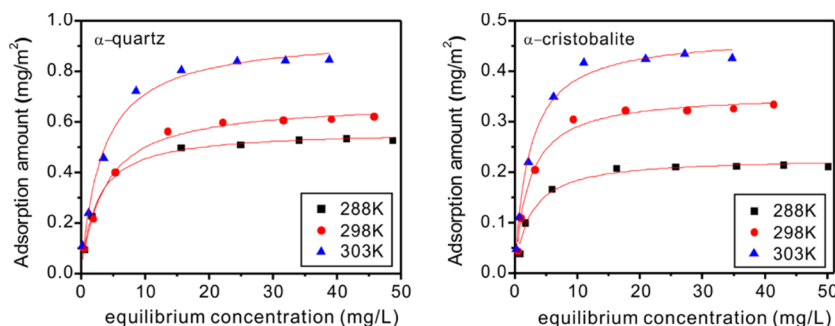 α-quartz
Adsorption amount (mg/m²)
1.0
0.8
0.6
0.4
0.2
0.0
288K
298K
303K
0
10
20
30
40
50
equilibrium concentration (mg/L)
α-cristobalite
Adsorption amount (mg/m²)
0.5
0.4
0.3
0.2
0.1
0.0
288K
298K
303K
0
10
20
30
40
50
equilibrium concentration (mg/L)